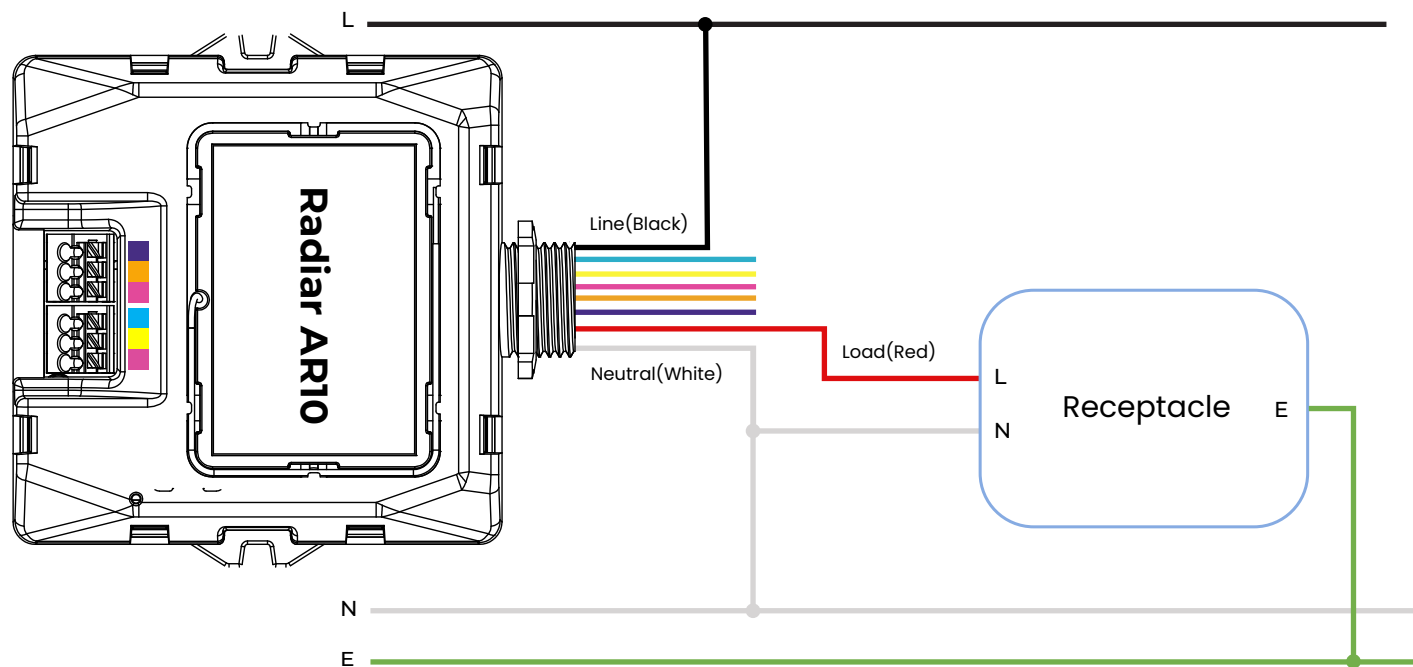 L
Radiar AR10
Line(Black)
Load(Red)
Neutral(White)
L
N
Receptacle
E
N
E